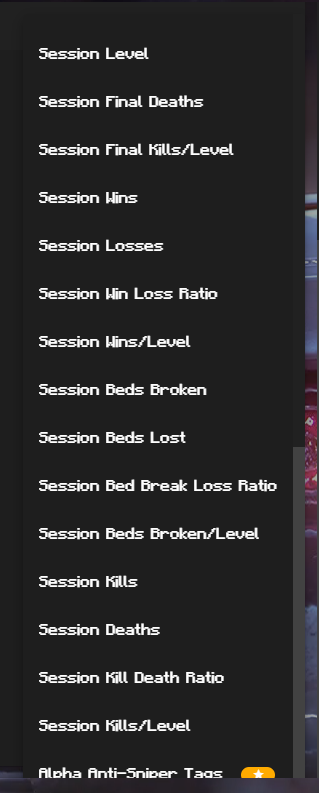 Session Level
Session Final Deaths
Session Final Kills/Level
Session Wins
Session Losses
Session Win Loss Ratio
Session Wins/Level
Session Beds Broken
Session Beds Lost
Session Bed Break Loss Ratio
Session Beds Broken/Level
Session Kills
Session Deaths
Session Kill Death Ratio
Session Kills/Level
Alpha Anti-Sniper Tags